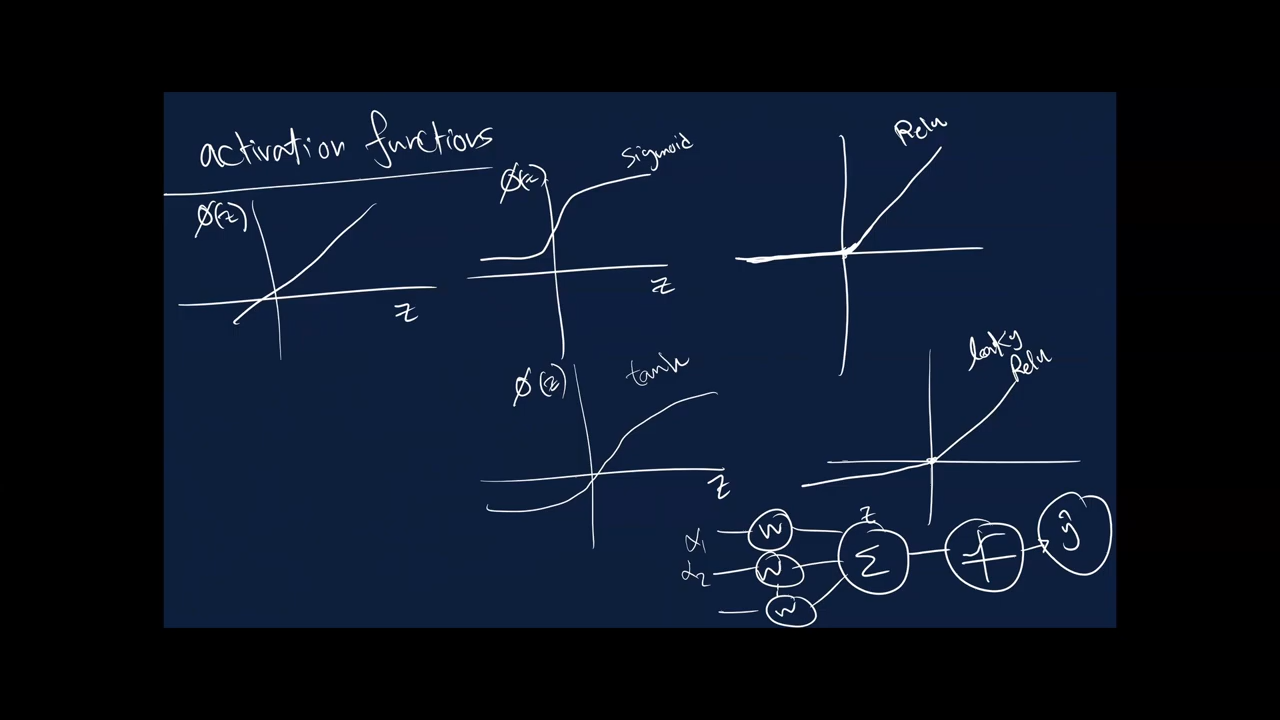 activation functions
φ(z)
z
φ(z)
Sigmoid
z
Relu
φ(z)
tanh
z
leaky
Relu
x₁
x₂
w
w
w
z
Σ
ŷ